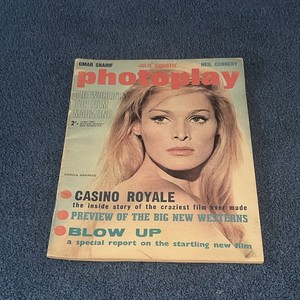 OMAR SHARIF JULIE CHRISTIE NEIL CONNERY
photoplay
THE WORLD'S
TOP FILM
MAGAZINE
2'-
URSULA ANDRESS
CASINO ROYALE
the inside story of the craziest film ever made
PREVIEW OF THE BIG NEW WESTERNS
BLOW UP
a special report on the startling new film